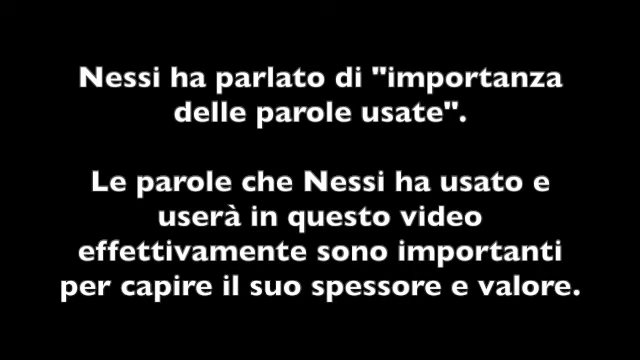 Nessi ha parlato di "importanza
delle parole usate".
Le parole che Nessi ha usato e
userà in questo video
effettivamente sono importanti
per capire il suo spessore e valore.